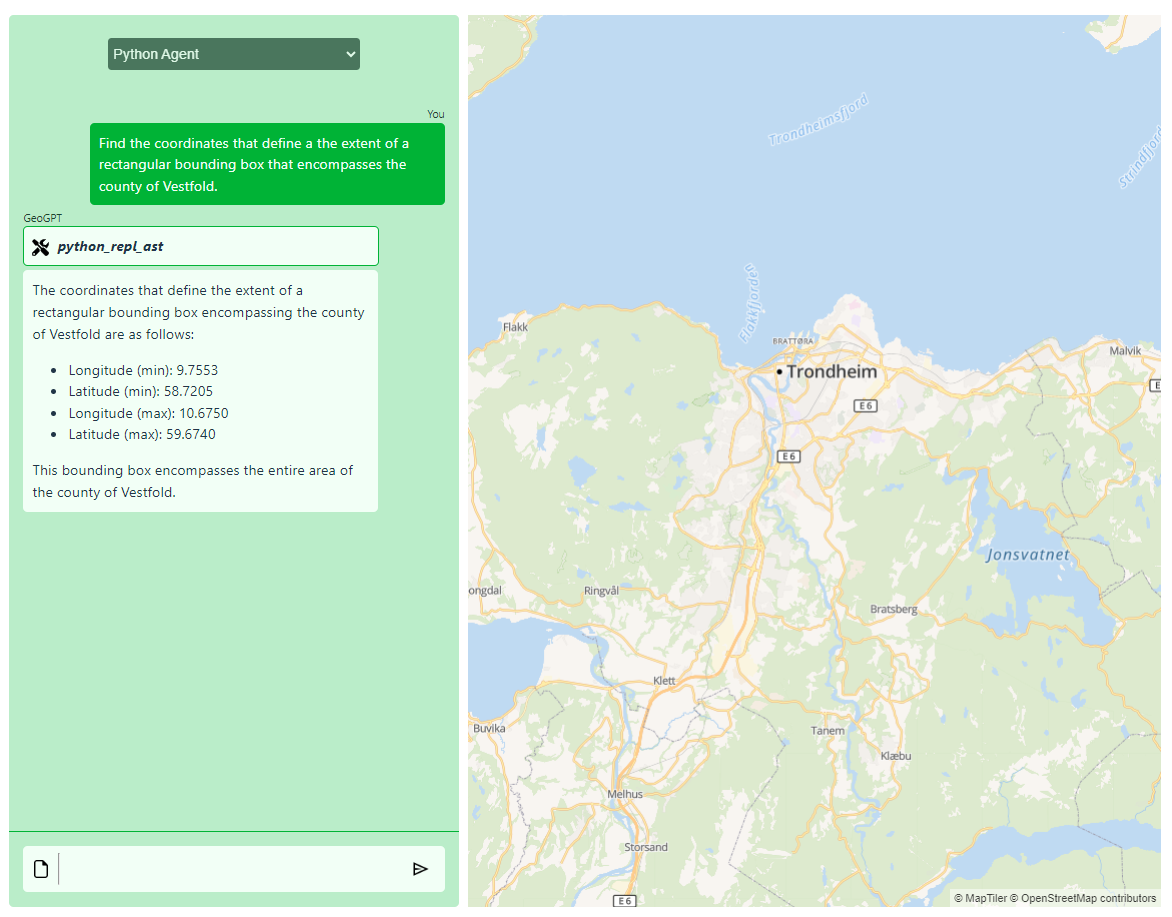 Python Agent
You
Find the coordinates that define a the extent of a
rectangular bounding box that encompasses the
county of Vestfold.
GeoGPT
python_repl_ast
The coordinates that define the extent of a
rectangular bounding box encompassing the county
of Vestfold are as follows:
• Longitude (min): 9.7553
• Latitude (min): 58.7205
• Longitude (max): 10.6750
• Latitude (max): 59.6740
This bounding box encompasses the entire area of
the county of Vestfold.
Trondheimsfjord
Strindfjord
Flakkfjorden
Flakk
BRATTØRA
Malvik
Trondheim
E
E6
E6
Jonsvatnet
ongdal
Ringvål
Bratsberg
Klett
Buvika
Tanem
Klæbu
Melhus
Storsand
E6
© MapTiler © OpenStreetMap contributors